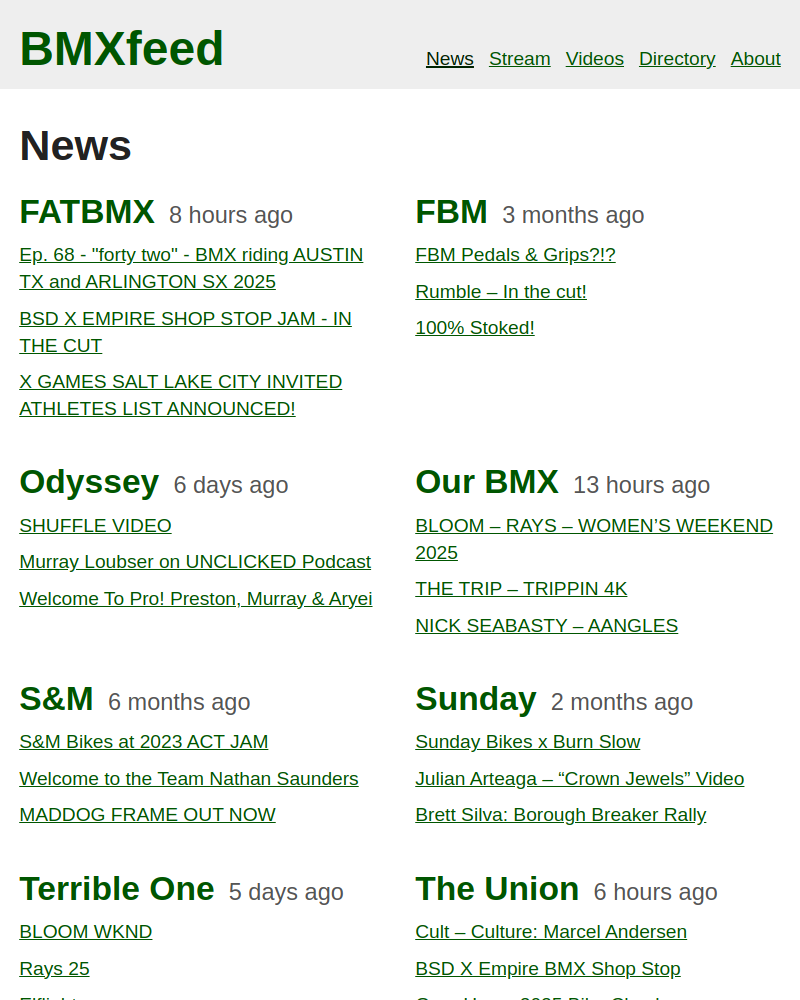 BMXfeed
News Stream Videos Directory About
News
FATBMX 8 hours ago
Ep. 68 - "forty two" - BMX riding AUSTIN
TX and ARLINGTON SX 2025
BSD X EMPIRE SHOP STOP JAM - IN
THE CUT
X GAMES SALT LAKE CITY INVITED
ATHLETES LIST ANNOUNCED!
FBM 3 months ago
FBM Pedals & Grips?!?
Rumble – In the cut!
100% Stoked!
Odyssey 6 days ago
SHUFFLE VIDEO
Murray Loubser on UNCLICKED Podcast
Welcome To Pro! Preston, Murray & Aryei
Our BMX 13 hours ago
BLOOM – RAYS – WOMEN’S WEEKEND
2025
THE TRIP – TRIPPIN 4K
NICK SEABASTY – AANGLES
S&M 6 months ago
S&M Bikes at 2023 ACT JAM
Welcome to the Team Nathan Saunders
MADDOG FRAME OUT NOW
Sunday 2 months ago
Sunday Bikes x Burn Slow
Julian Arteaga – “Crown Jewels” Video
Brett Silva: Borough Breaker Rally
Terrible One 5 days ago
BLOOM WKND
Rays 25
The Union 6 hours ago
Cult – Culture: Marcel Andersen
BSD X Empire BMX Shop Stop